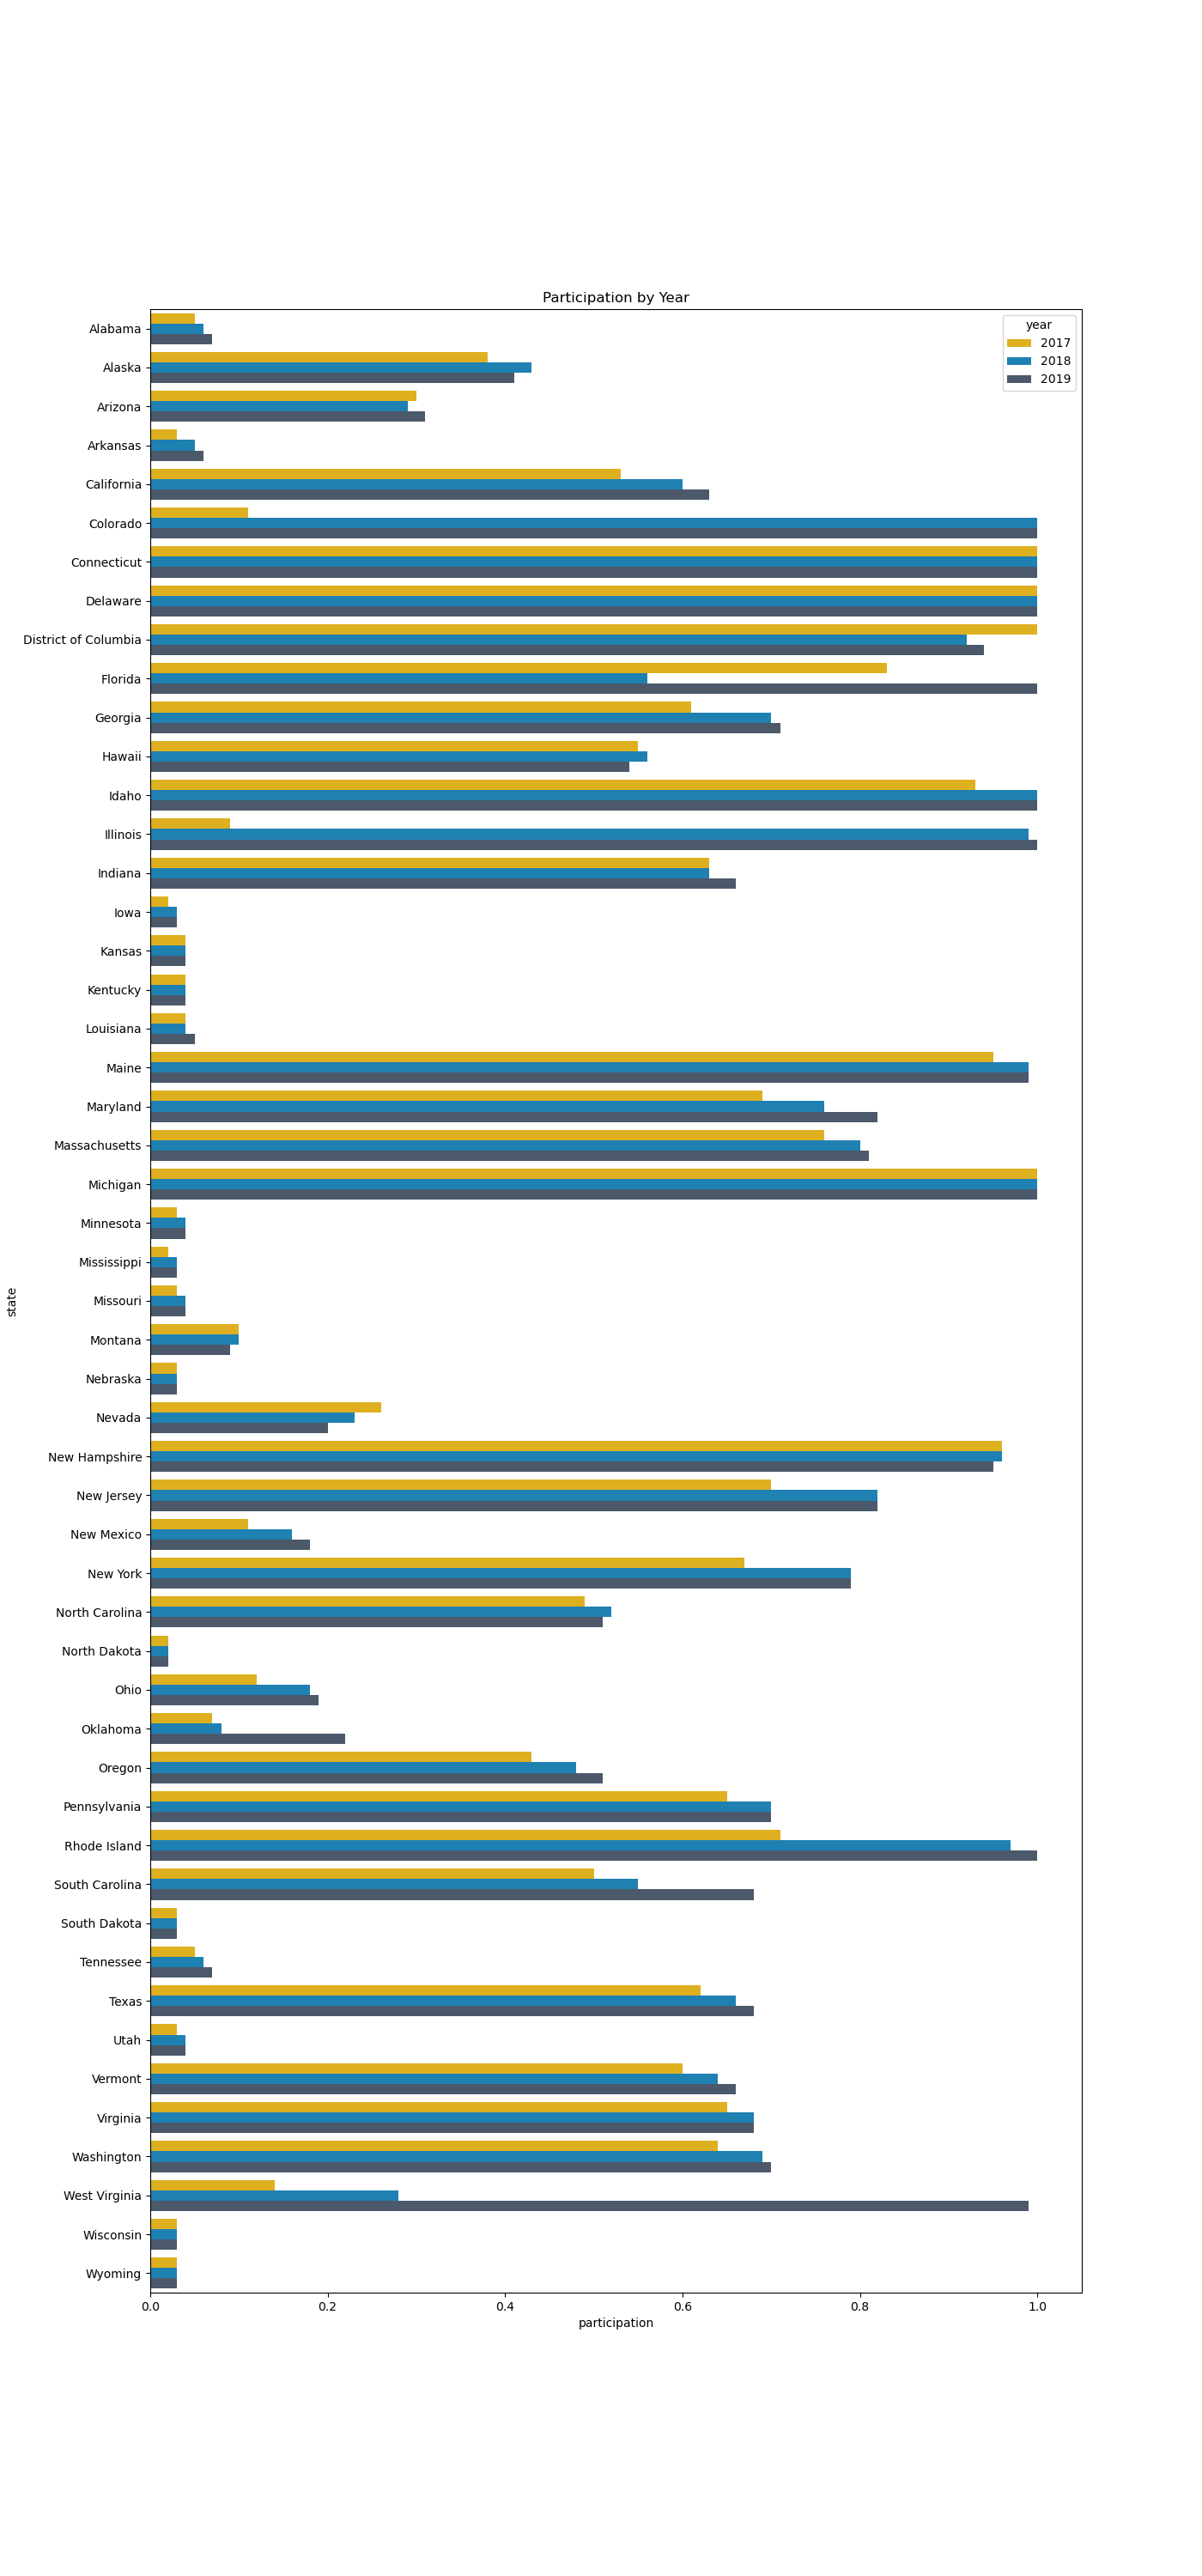 Participation by Year
year
2017
2018
2019
Alabama
Alaska
Arizona
Arkansas
California
Colorado
Connecticut
Delaware
District of Columbia
Florida
Georgia
Hawaii
Idaho
Illinois
Indiana
Iowa
Kansas
Kentucky
Louisiana
Maine
Maryland
Massachusetts
Michigan
Minnesota
Mississippi
Missouri
Montana
Nebraska
Nevada
New Hampshire
New Jersey
New Mexico
New York
North Carolina
North Dakota
Ohio
Oklahoma
Oregon
Pennsylvania
Rhode Island
South Carolina
South Dakota
Tennessee
Texas
Utah
Vermont
Virginia
Washington
West Virginia
Wisconsin
Wyoming
state
0.0 0.2 0.4 0.6 0.8 1.0
participation